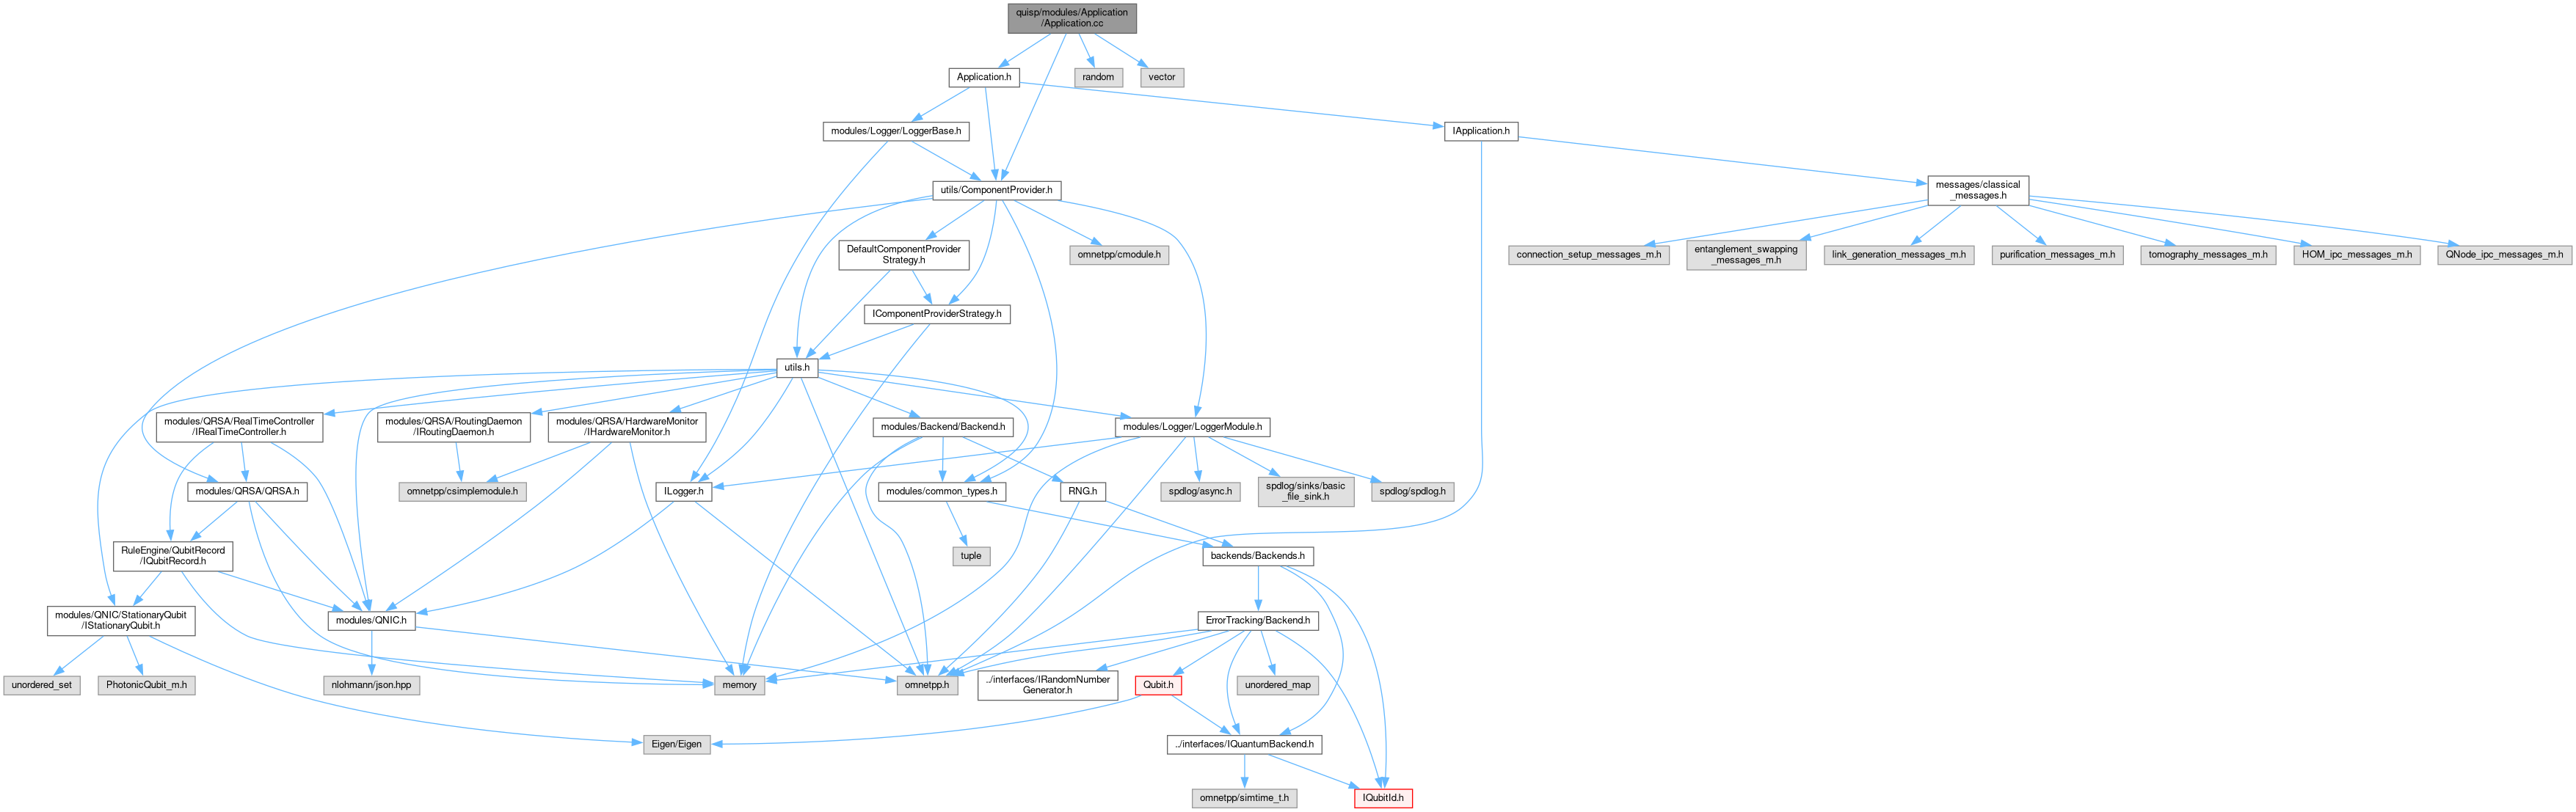 quisp/modules/Application
/Application.cc
Application.h
random
vector
modules/Logger/LoggerBase.h
IApplication.h
utils/ComponentProvider.h
messages/classical
_messages.h
DefaultComponentProvider
Strategy.h
omnetpp/cmodule.h
connection_setup_messages_m.h
entanglement_swapping
_messages_m.h
link_generation_messages_m.h
purification_messages_m.h
tomography_messages_m.h
HOM_ipc_messages_m.h
QNode_ipc_messages_m.h
IComponentProviderStrategy.h
utils.h
modules/QRSA/RealTimeController
/IRealTimeController.h
modules/QRSA/RoutingDaemon
/IRoutingDaemon.h
modules/QRSA/HardwareMonitor
/IHardwareMonitor.h
modules/Backend/Backend.h
modules/Logger/LoggerModule.h
modules/QRSA/QRSA.h
omnetpp/csimplemodule.h
ILogger.h
modules/common_types.h
RNG.h
spdlog/async.h
spdlog/sinks/basic
_file_sink.h
spdlog/spdlog.h
RuleEngine/QubitRecord
/IQubitRecord.h
tuple
backends/Backends.h
modules/QNIC/StationaryQubit
/IStationaryQubit.h
modules/QNIC.h
ErrorTracking/Backend.h
unordered_set
PhotonicQubit_m.h
nlohmann/json.hpp
memory
omnetpp.h
../interfaces/IRandomNumber
Generator.h
Qubit.h
unordered_map
Eigen/Eigen
../interfaces/IQuantumBackend.h
omnetpp/simtime_t.h
IQubitId.h